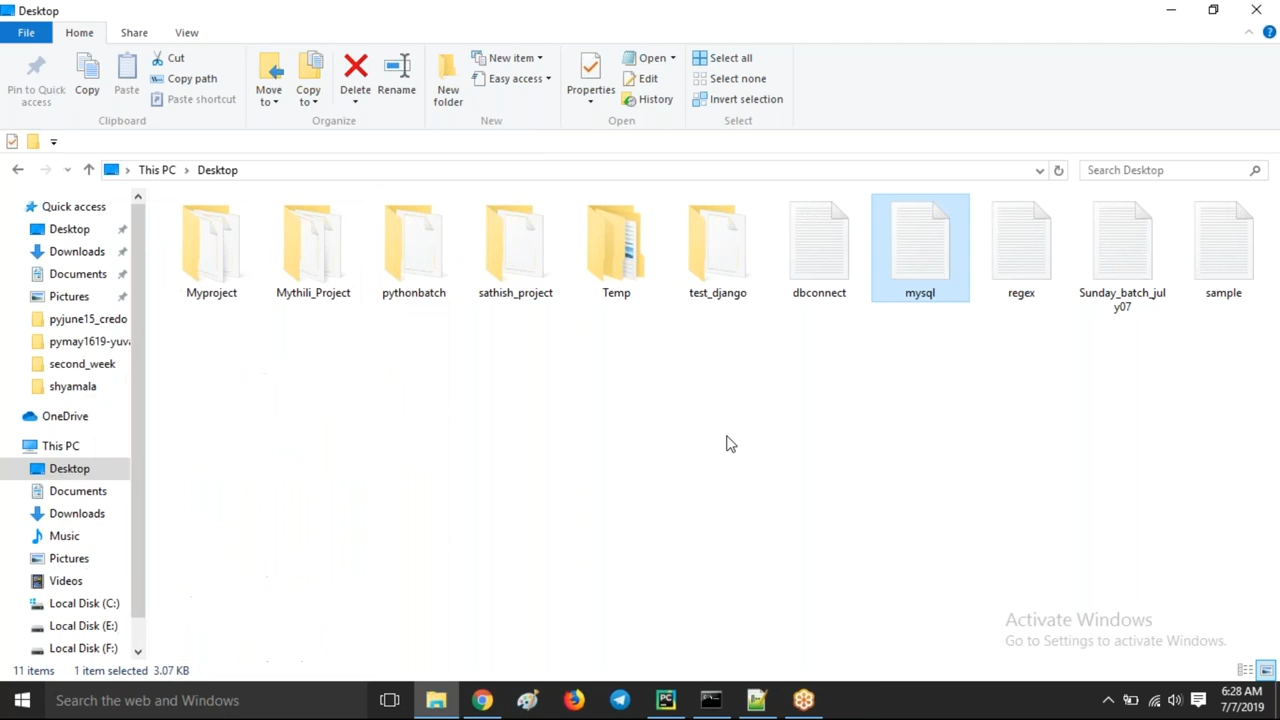 Desktop
File
Home
Share
View
Pin to Quick
access
Copy
Paste
Cut
Copy path
Paste shortcut
Clipboard
Move
to
Copy
to
Delete
Rename
Organize
New
folder
New item
Easy access
New
Properties
Open
Edit
History
Open
Select all
Select none
Invert selection
Select
This PC > Desktop
Search Desktop
Quick access
Desktop
Downloads
Documents
Pictures
pyjune15_credo
pymay1619-yuva
second_week
shyamala
OneDrive
This PC
Desktop
Documents
Downloads
Music
Pictures
Videos
Local Disk (C:)
Local Disk (E:)
Local Disk (F:)
Myproject
Mythili_Project
pythonbatch
sathish_project
Temp
test_django
dbconnect
mysql
regex
Sunday_batch_jul
y07
sample
Activate Windows
Go to Settings to activate Windows.
11 items
1 item selected 3.07 KB
Search the web and Windows
PC
6:28 AM
7/7/2019